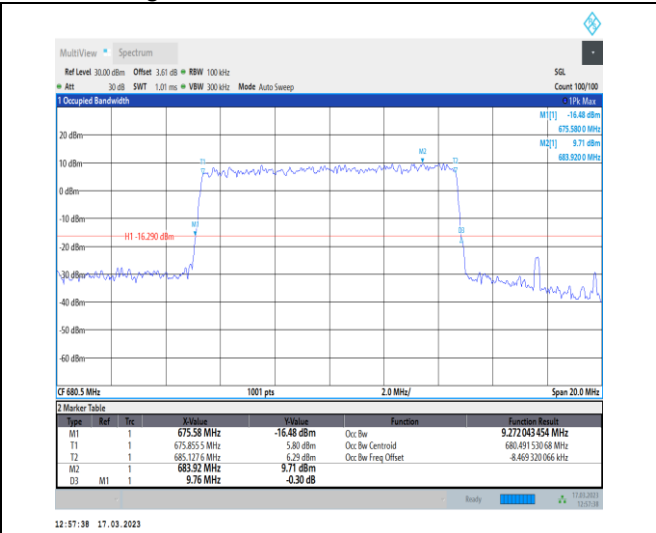 MultiView Spectrum
Ref Level 30.00 dBm Offset 3.61 dB RBW 100 kHz SGL
Att 30 dB SWT 1.01 ms VBW 300 kHz Mode Auto Sweep Count 100/100
1 Occupied Bandwidth 1Pk Max
M1[1] -16.48 dBm
675.580 0 MHz
M2[1] 9.71 dBm
683.920 0 MHz
20 dBm
M2
T1 T2
10 dBm
0 dBm
-10 dBm
M3
D3
H1 -16.290 dBm
-20 dBm
-30 dBm
-40 dBm
-50 dBm
-60 dBm
CF 680.5 MHz 1001 pts 2.0 MHz/ Span 20.0 MHz
2 Marker Table
Type Ref Trc X-Value Y-Value Function Function Result
M1 1 675.58 MHz -16.48 dBm Occ Bw 9.272 043 454 MHz
T1 1 675.855 5 MHz 5.80 dBm Occ Bw Centroid 680.491 530 68 MHz
T2 1 685.127 6 MHz 6.29 dBm Occ Bw Freq Offset -8.469 320 066 kHz
M2 1 683.92 MHz 9.71 dBm
D3 M1 1 9.76 MHz -0.30 dB
Ready 17.03.2023
12:57:38
12:57:38 17.03.2023